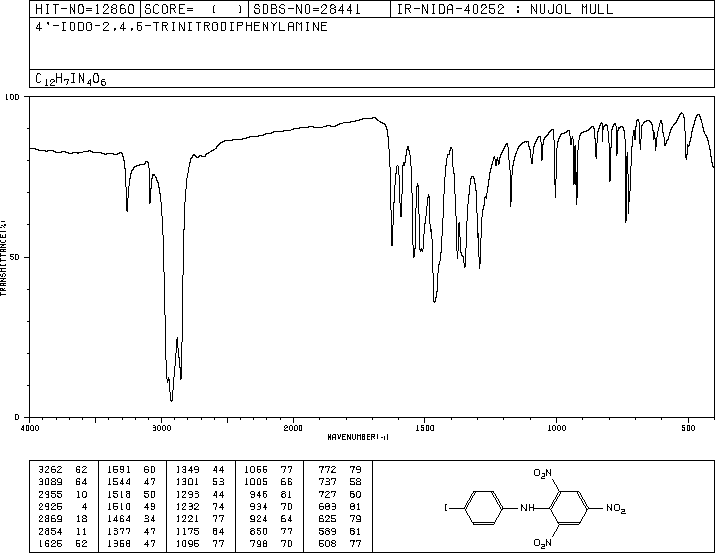 HIT-NO=12860 SCORE= ( ) SDBS-NO=28441 IR-NIDA-40252 : NUJOL MULL
4'-IODO-2,4,6-TRINITRODIPHENYLAMINE
C12H7IN4O6
100
50
0
TRANSMITTANCE(%)
4000 3000 2000 1500 1000 500
WAVENUMBER(-1)
3262 62 1591 60 1349 44 1066 77 772 79
3089 64 1544 47 1301 53 1005 66 737 58
2955 10 1518 50 1293 44 946 81 727 60
2925 4 1510 49 1232 74 934 70 683 81
2869 18 1464 34 1221 77 924 64 625 79
2854 11 1377 47 1175 64 850 77 589 81
1625 52 1358 47 1095 77 798 70 508 77
O2N
I NH NO2
O2N